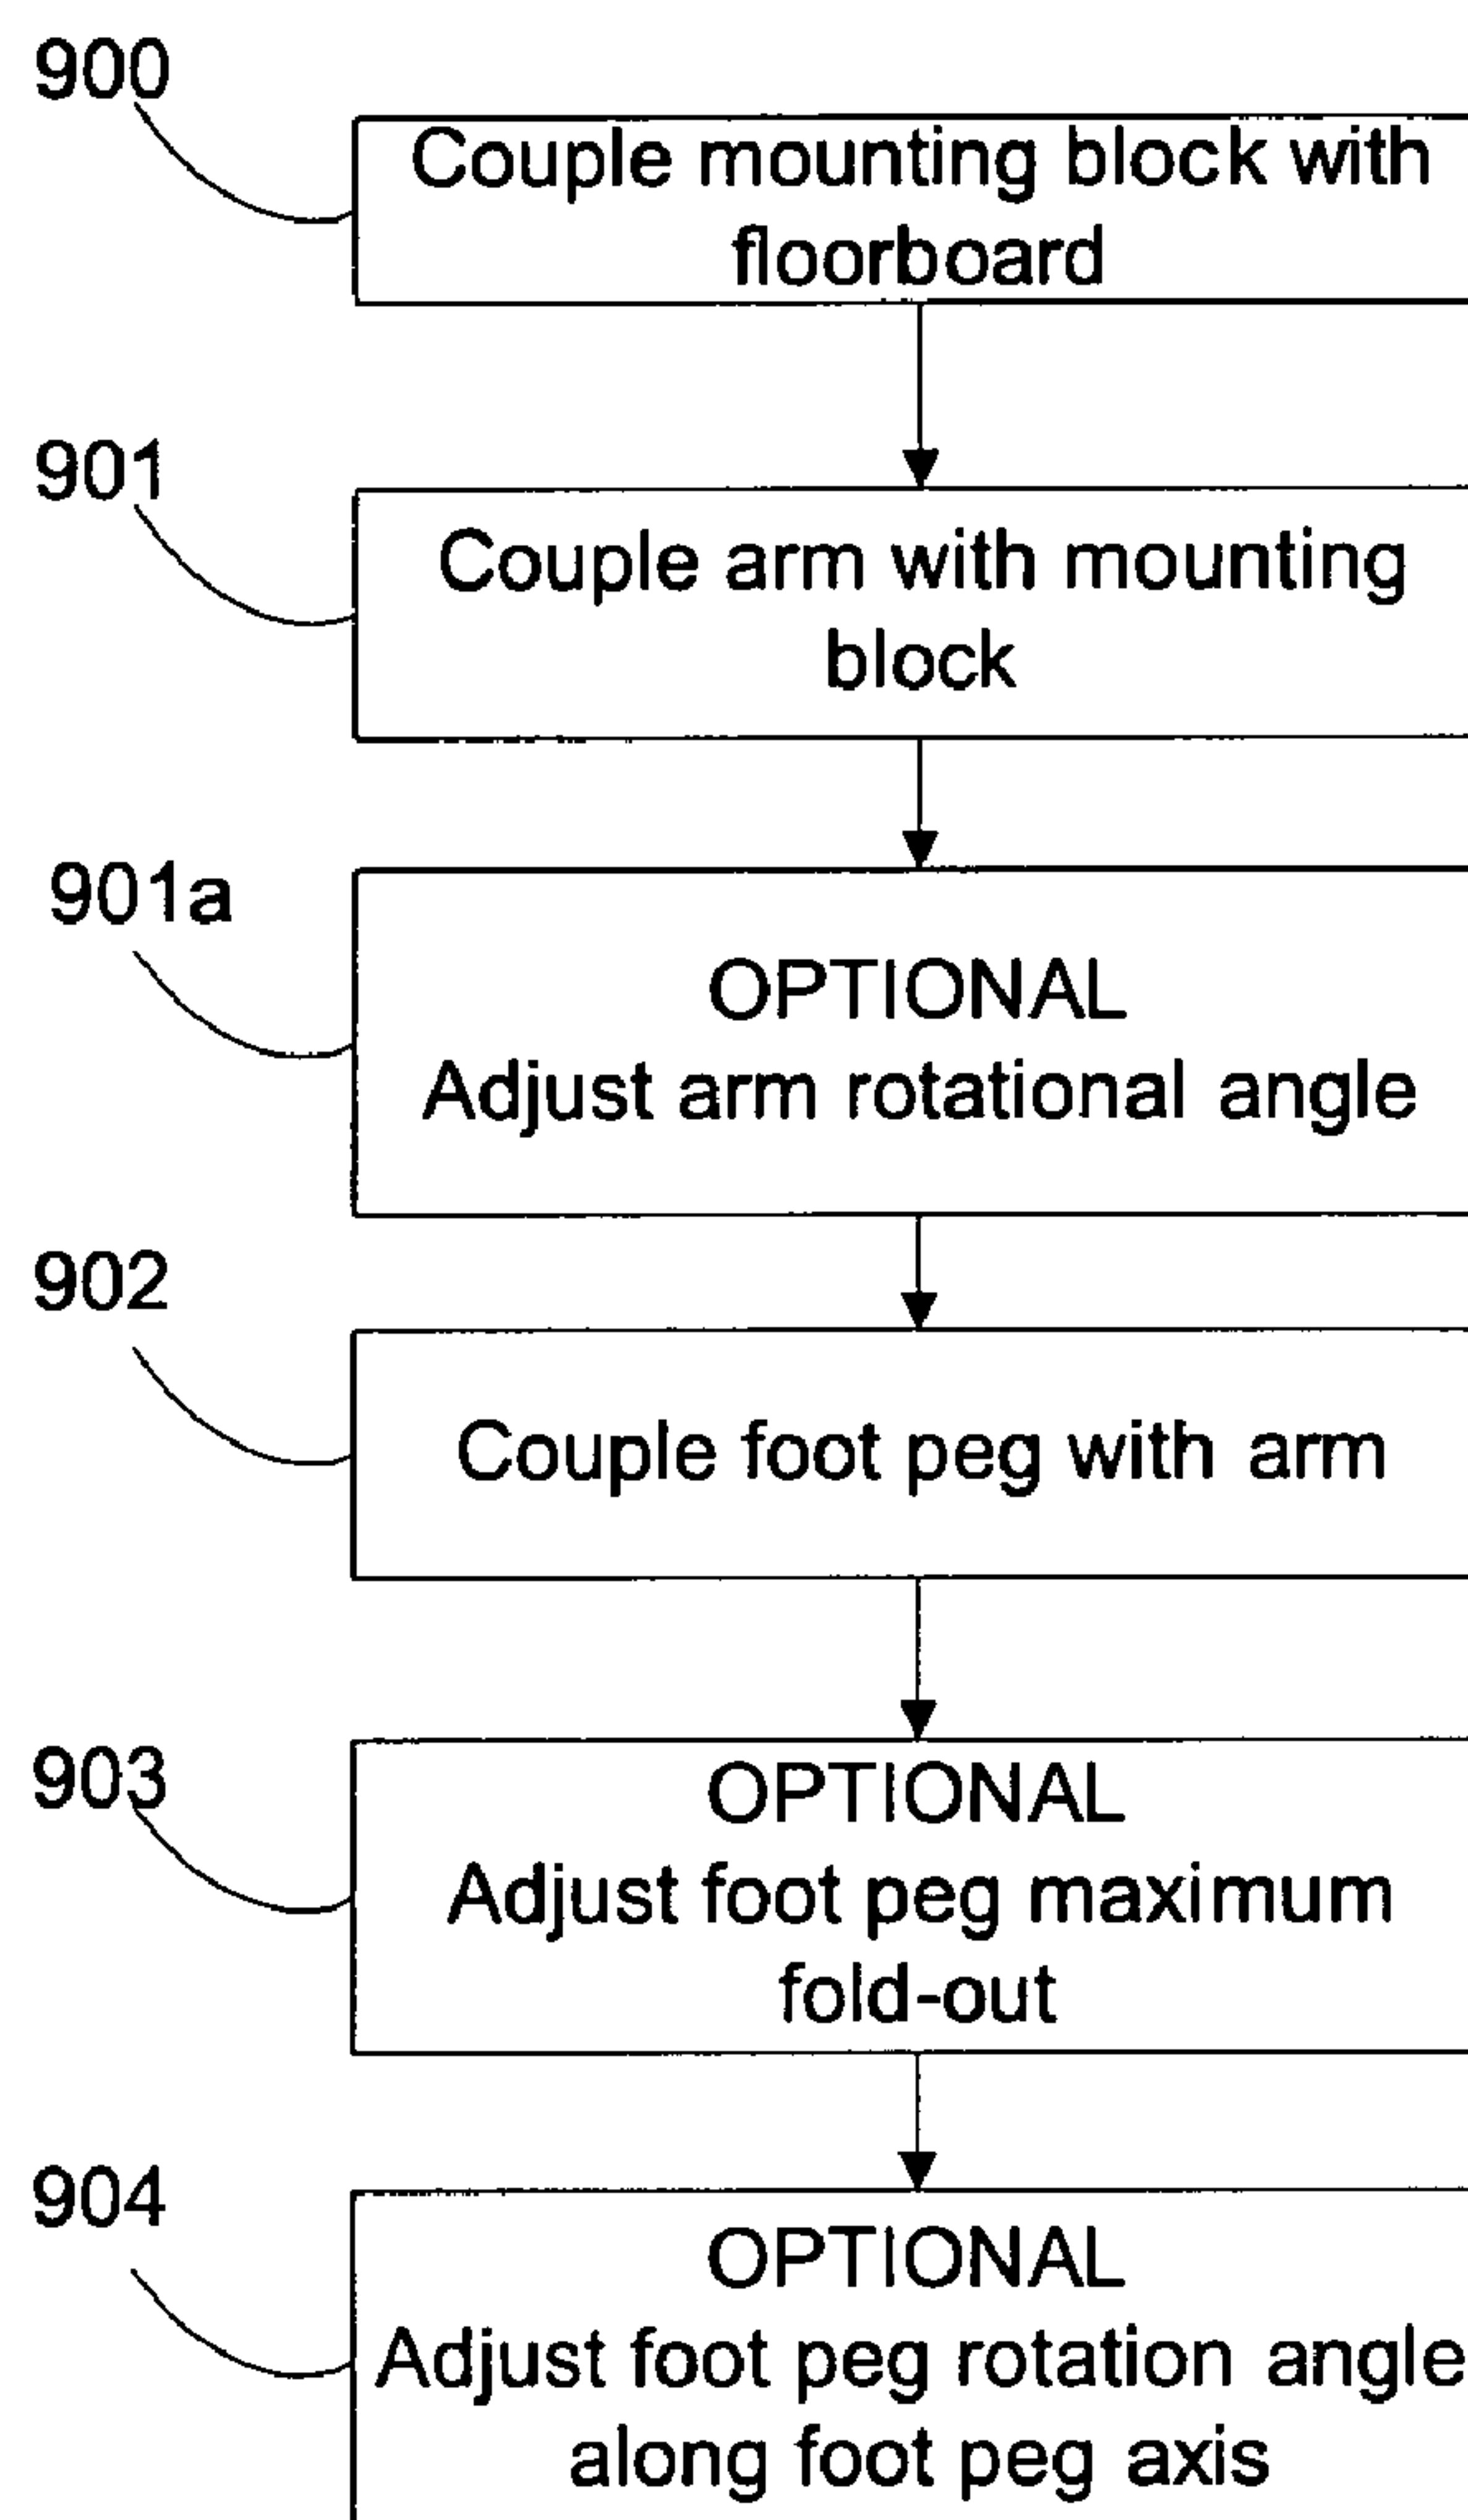 900
Couple mounting block with
floorboard
901
Couple arm with mounting
block
901a
OPTIONAL
Adjust arm rotational angle
902
Couple foot peg with arm
903
OPTIONAL
Adjust foot peg maximum
fold-out
904
OPTIONAL
Adjust foot peg rotation angle
along foot peg axis